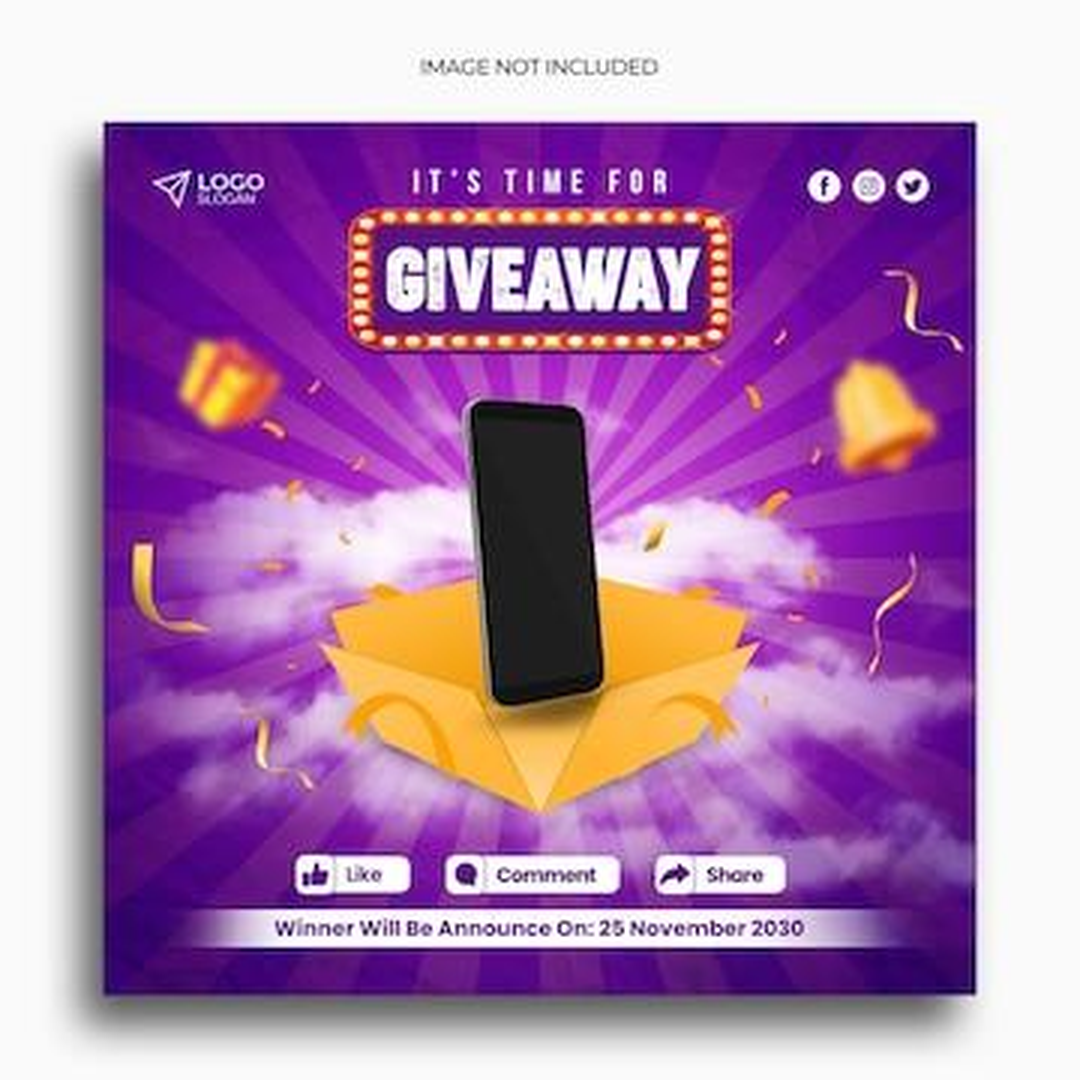 IMAGE NOT INCLUDED
LOGO
SLOGAN
IT'S TIME FOR
GIVEAWAY
Like
Comment
Share
Winner Will Be Announce On: 25 November 2030